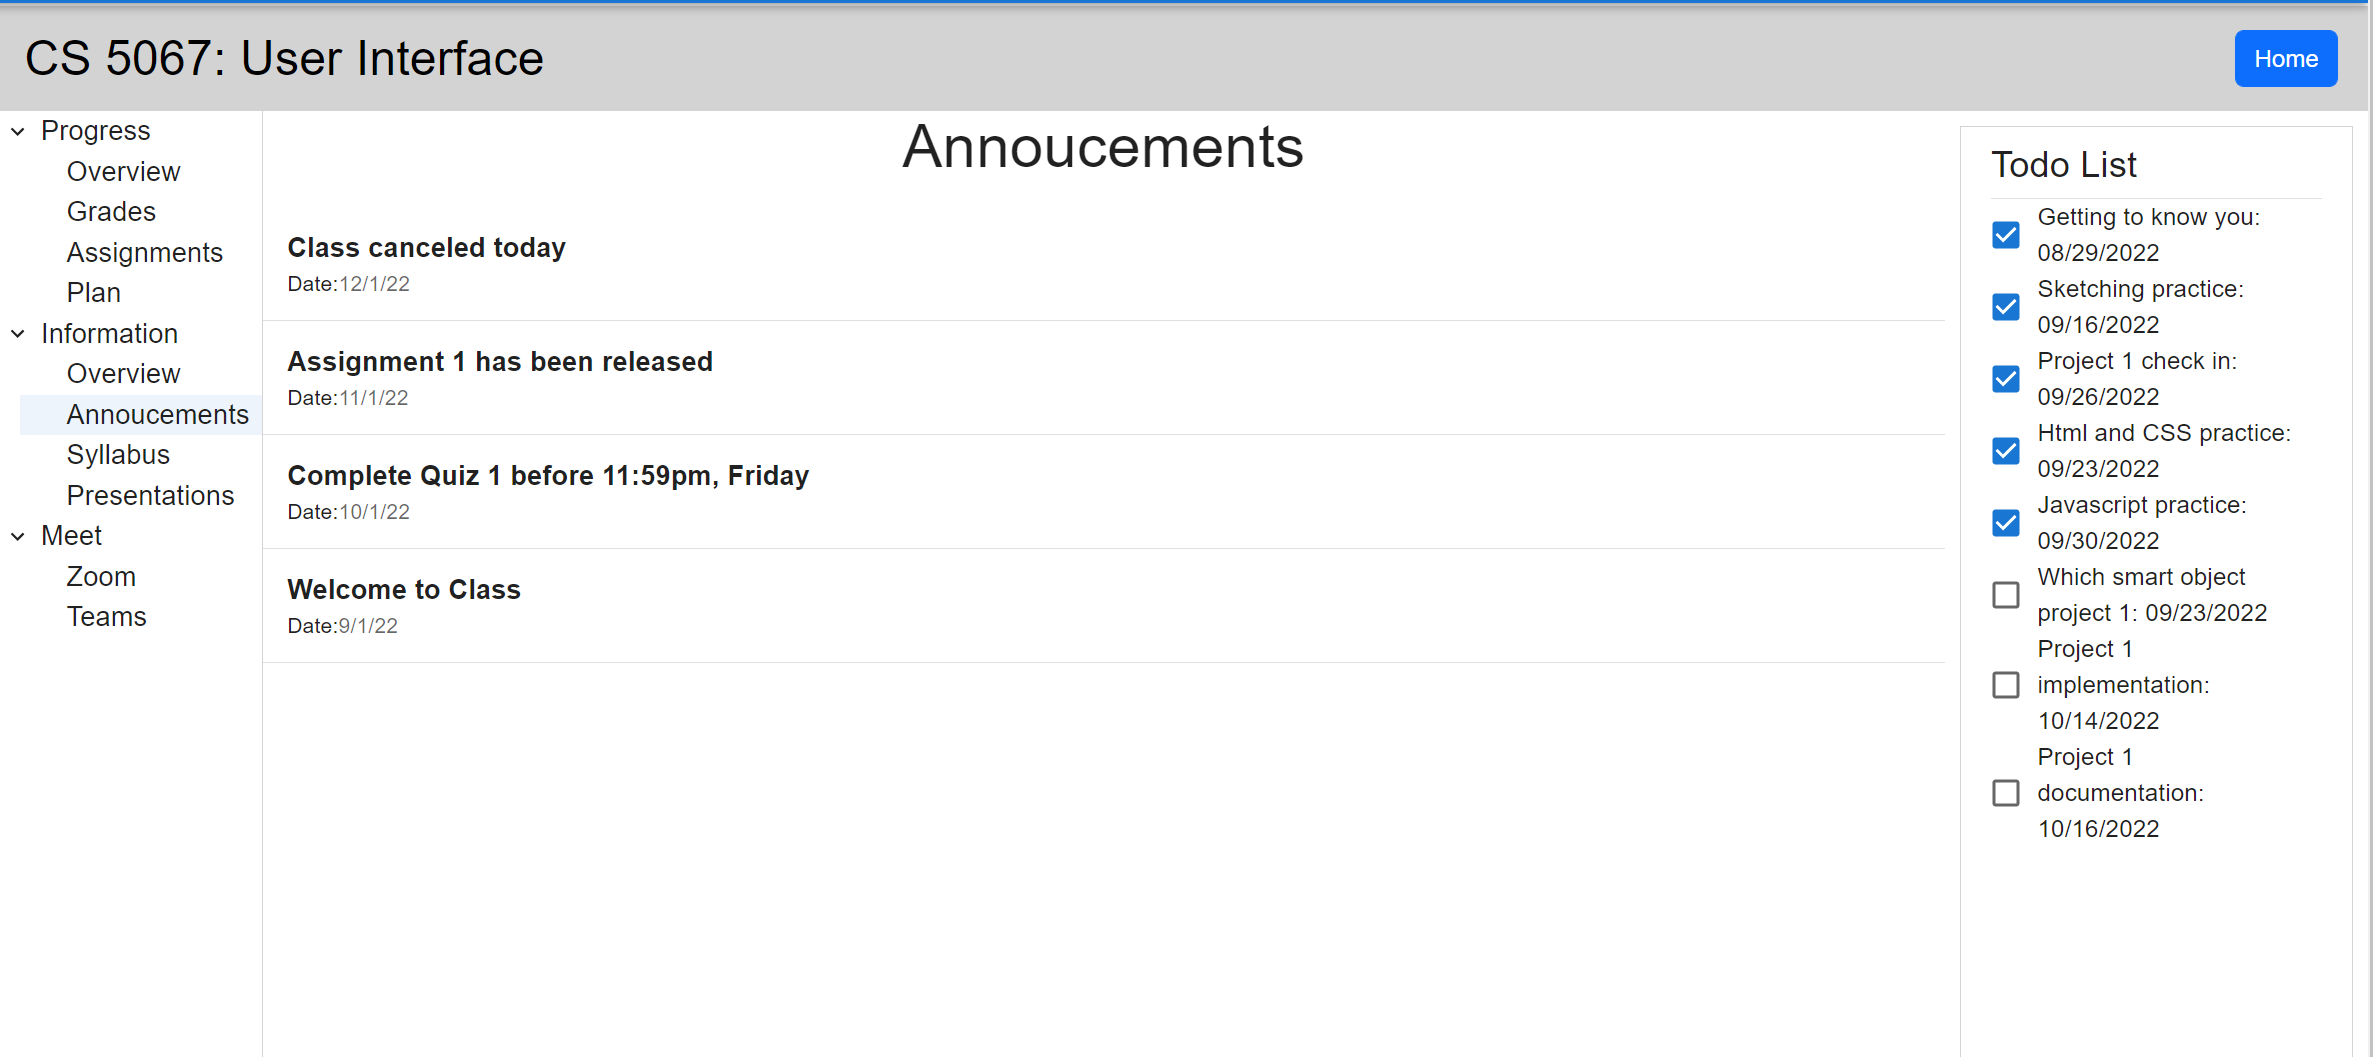 CS 5067: User Interface
Home
Progress
Overview
Grades
Assignments
Plan
Information
Overview
Annoucements
Syllabus
Presentations
Meet
Zoom
Teams
Annoucements
Class canceled today
Date:12/1/22
Assignment 1 has been released
Date:11/1/22
Complete Quiz 1 before 11:59pm, Friday
Date:10/1/22
Welcome to Class
Date:9/1/22
Todo List
Getting to know you:
08/29/2022
Sketching practice:
09/16/2022
Project 1 check in:
09/26/2022
Html and CSS practice:
09/23/2022
Javascript practice:
09/30/2022
Which smart object
project 1: 09/23/2022
Project 1
implementation:
10/14/2022
Project 1
documentation:
10/16/2022